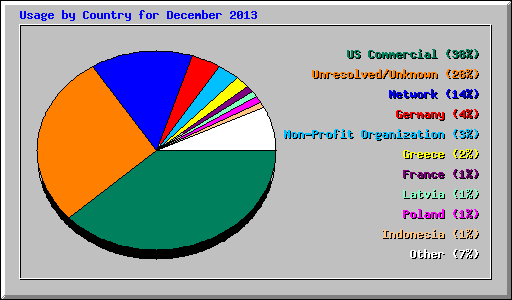 Usage by Country for December 2013
US Commercial (38%)
Unresolved/Unknown (28%)
Network (14%)
Germany (4%)
Non-Profit Organization (3%)
Greece (2%)
France (1%)
Latvia (1%)
Poland (1%)
Indonesia (1%)
Other (7%)